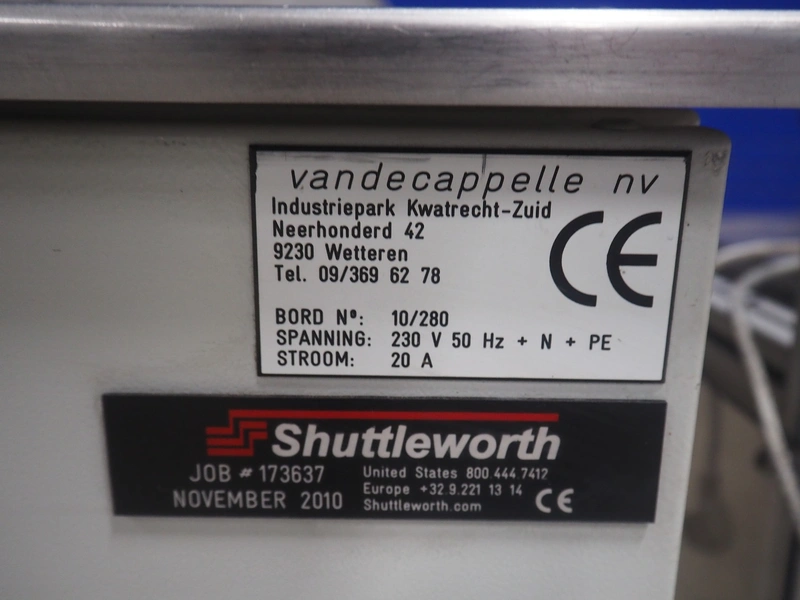 vandecappelle nv
Industriepark Kwatrecht-Zuid
Neerhonderd 42
9230 Wetteren
Tel. 09/369 62 78
CE
BORD Nº: 10/280
SPANNING: 230 V 50 Hz + N + PE
STROOM: 20 A
Shuttleworth
JOB # 173637
NOVEMBER 2010
United States 800.444.7412
Europe +32.9.221 13 14
Shuttleworth.com
CE